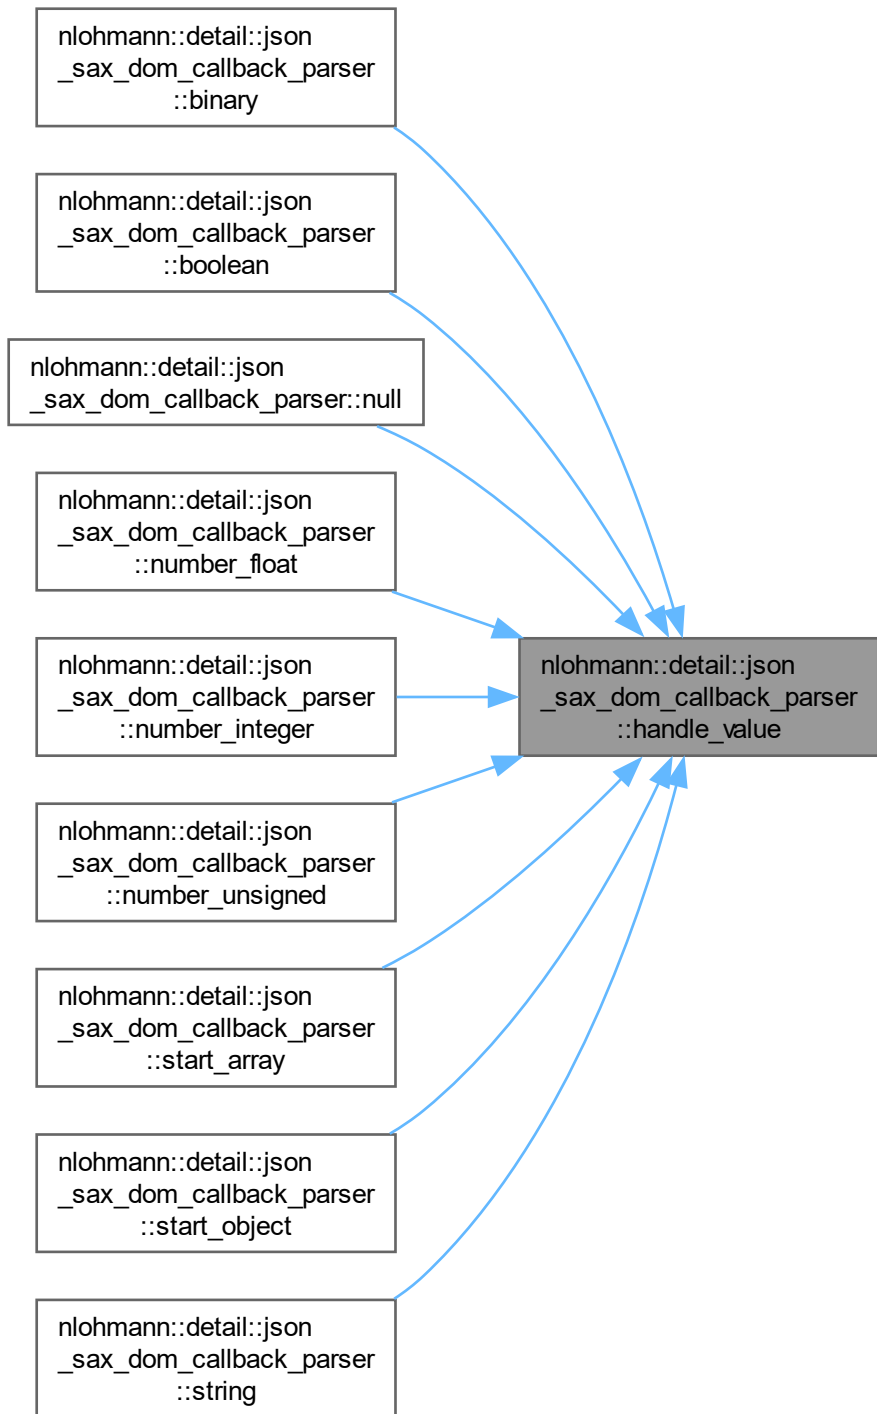 nlohmann::detail::json
_sax_dom_callback_parser
::binary
nlohmann::detail::json
_sax_dom_callback_parser
::boolean
nlohmann::detail::json
_sax_dom_callback_parser::null
nlohmann::detail::json
_sax_dom_callback_parser
::number_float
nlohmann::detail::json
_sax_dom_callback_parser
::number_integer
nlohmann::detail::json
_sax_dom_callback_parser
::number_unsigned
nlohmann::detail::json
_sax_dom_callback_parser
::start_array
nlohmann::detail::json
_sax_dom_callback_parser
::start_object
nlohmann::detail::json
_sax_dom_callback_parser
::string
nlohmann::detail::json
_sax_dom_callback_parser
::handle_value